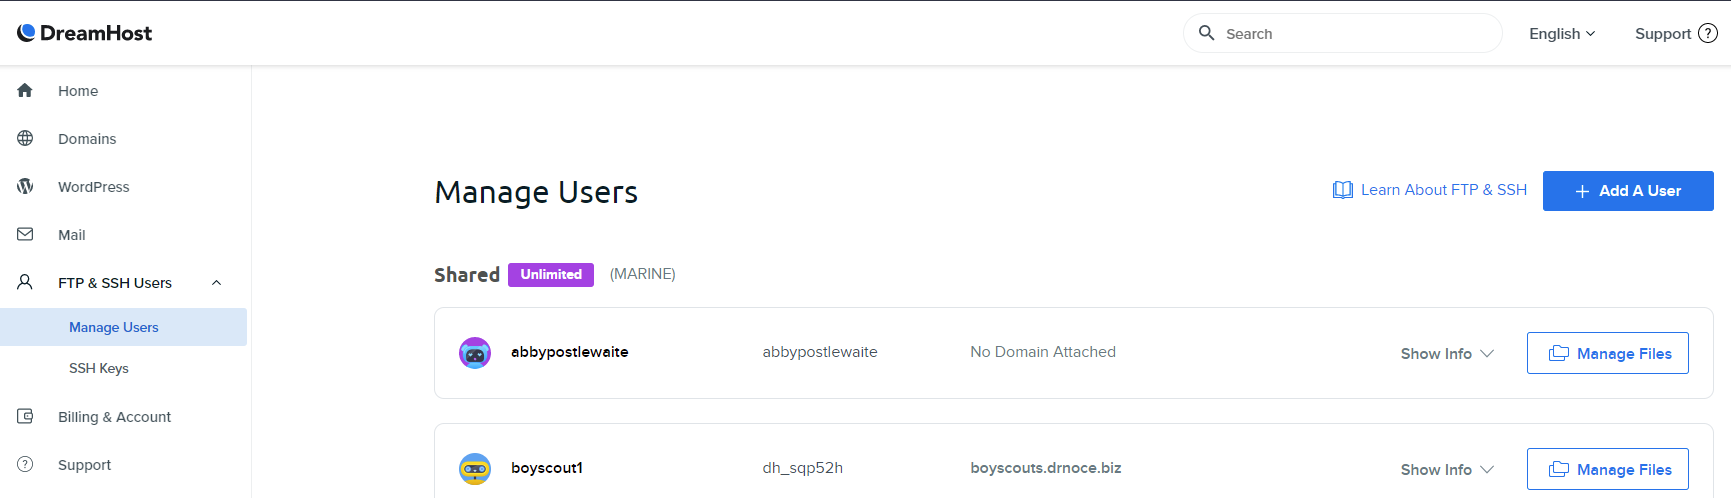 DreamHost
Search
English
Support
Home
Domains
WordPress
Mail
FTP & SSH Users
Manage Users
SSH Keys
Billing & Account
Support
Manage Users
Learn About FTP & SSH
+ Add A User
Shared Unlimited (MARINE)
abbypostlewaite abbypostlewaite No Domain Attached Show Info Manage Files
boyscout1 dh_sqp52h boyscouts.drnoce.biz Show Info Manage Files